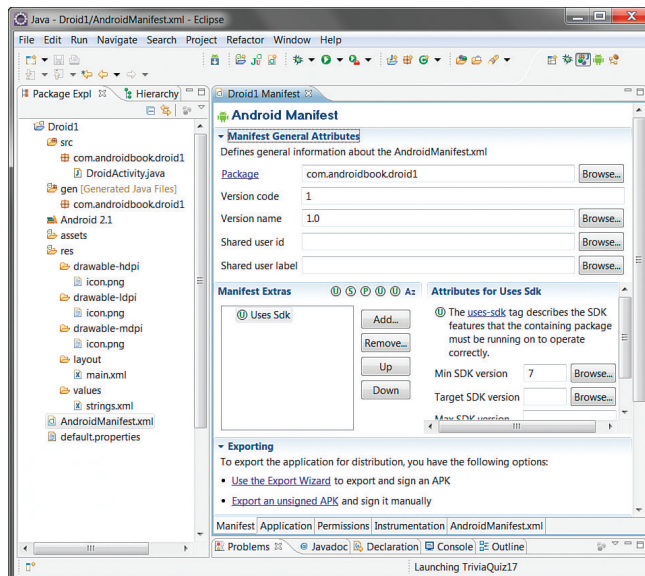 Java - Droid1/AndroidManifest.xml - Eclipse
File Edit Run Navigate Search Project Refactor Window Help
Package Expl
Hierarchy
Droid1
src
com.androidbook.droid1
DroidActivity.java
gen [Generated Java Files]
com.androidbook.droid1
Android 2.1
assets
res
drawable-hdpi
icon.png
drawable-ldpi
icon.png
drawable-mdpi
icon.png
layout
main.xml
values
strings.xml
AndroidManifest.xml
default.properties
Droid1 Manifest
Android Manifest
Manifest General Attributes
Defines general information about the AndroidManifest.xml
Package com.androidbook.droid1 Browse...
Version code 1
Version name 1.0 Browse...
Shared user id Browse...
Shared user label Browse...
Manifest Extras U S P U U Az
U Uses Sdk
Add...
Remove...
Up
Down
Attributes for Uses Sdk
U The uses-sdk tag describes the SDK
features that the containing package
must be running on to operate
correctly.
Min SDK version 7 Browse...
Target SDK version Browse...
Max SDK version
Exporting
To export the application for distribution, you have the following options:
• Use the Export Wizard to export and sign an APK
• Export an unsigned APK and sign it manually
Manifest Application Permissions Instrumentation AndroidManifest.xml
Problems @ Javadoc Declaration Console Outline
Launching TriviaQuiz17